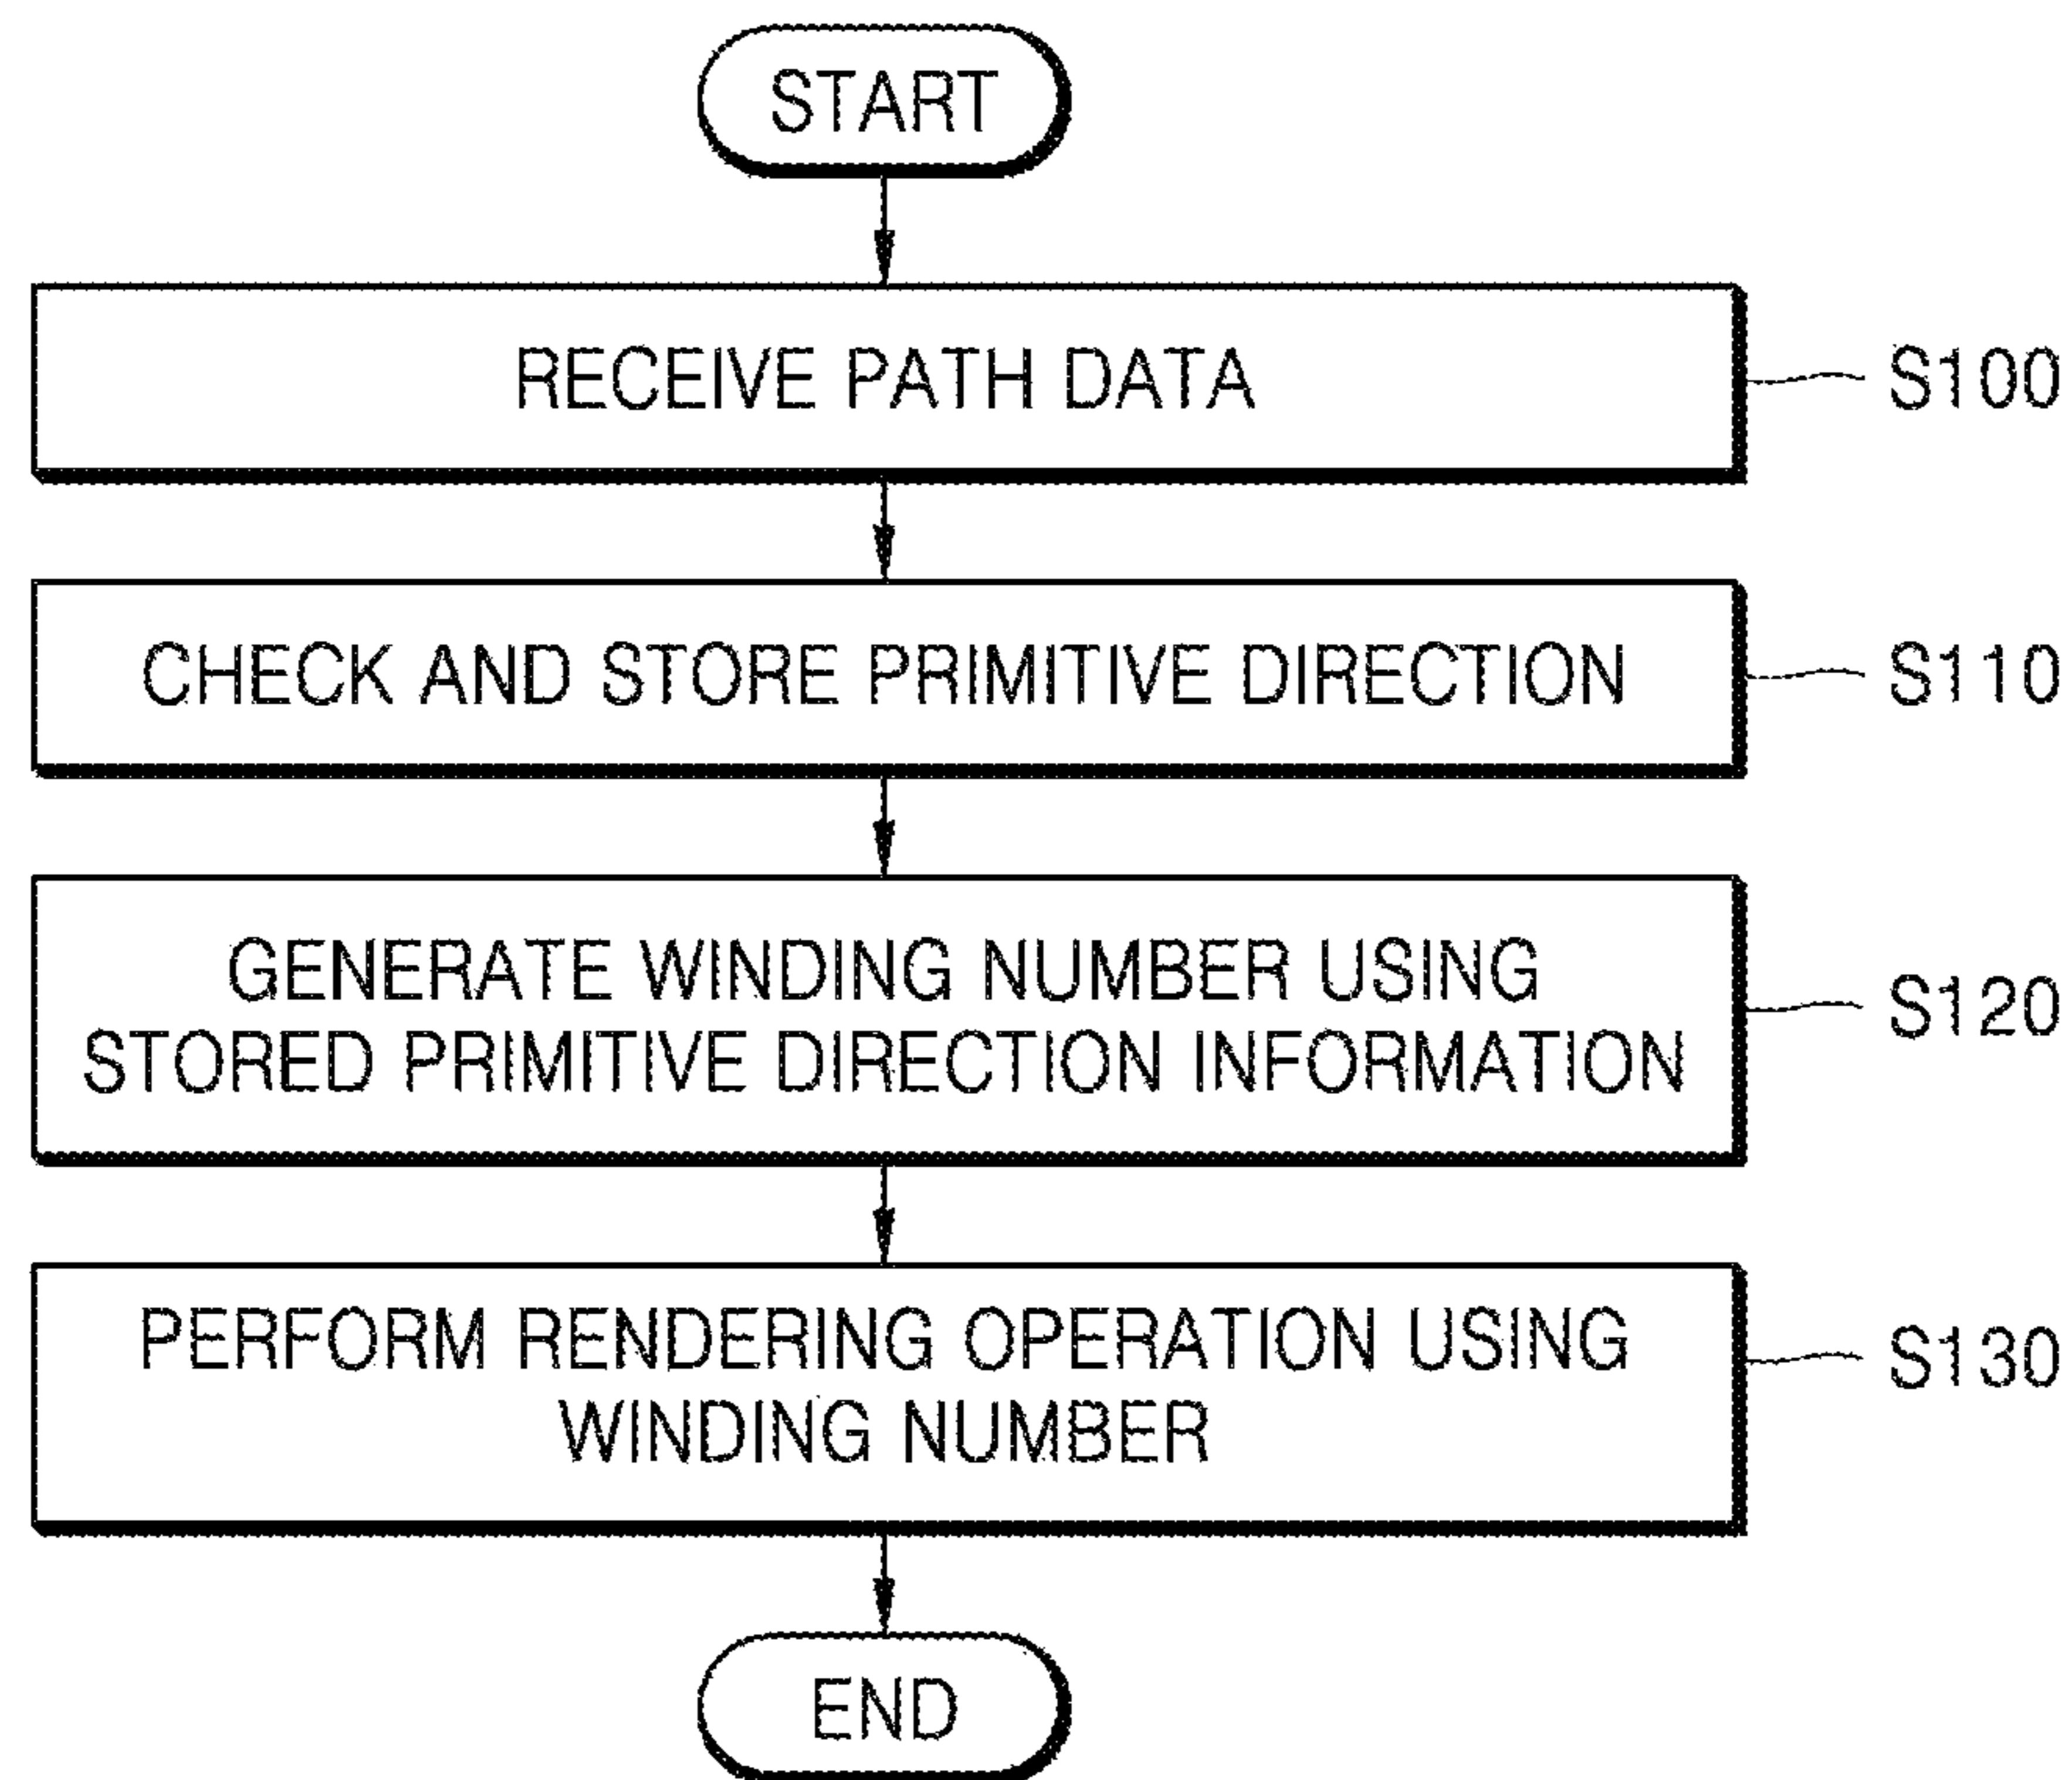 START
RECEIVE PATH DATA
S100
CHECK AND STORE PRIMITIVE DIRECTION
S110
GENERATE WINDING NUMBER USING
STORED PRIMITIVE DIRECTION INFORMATION
S120
PERFORM RENDERING OPERATION USING
WINDING NUMBER
S130
END